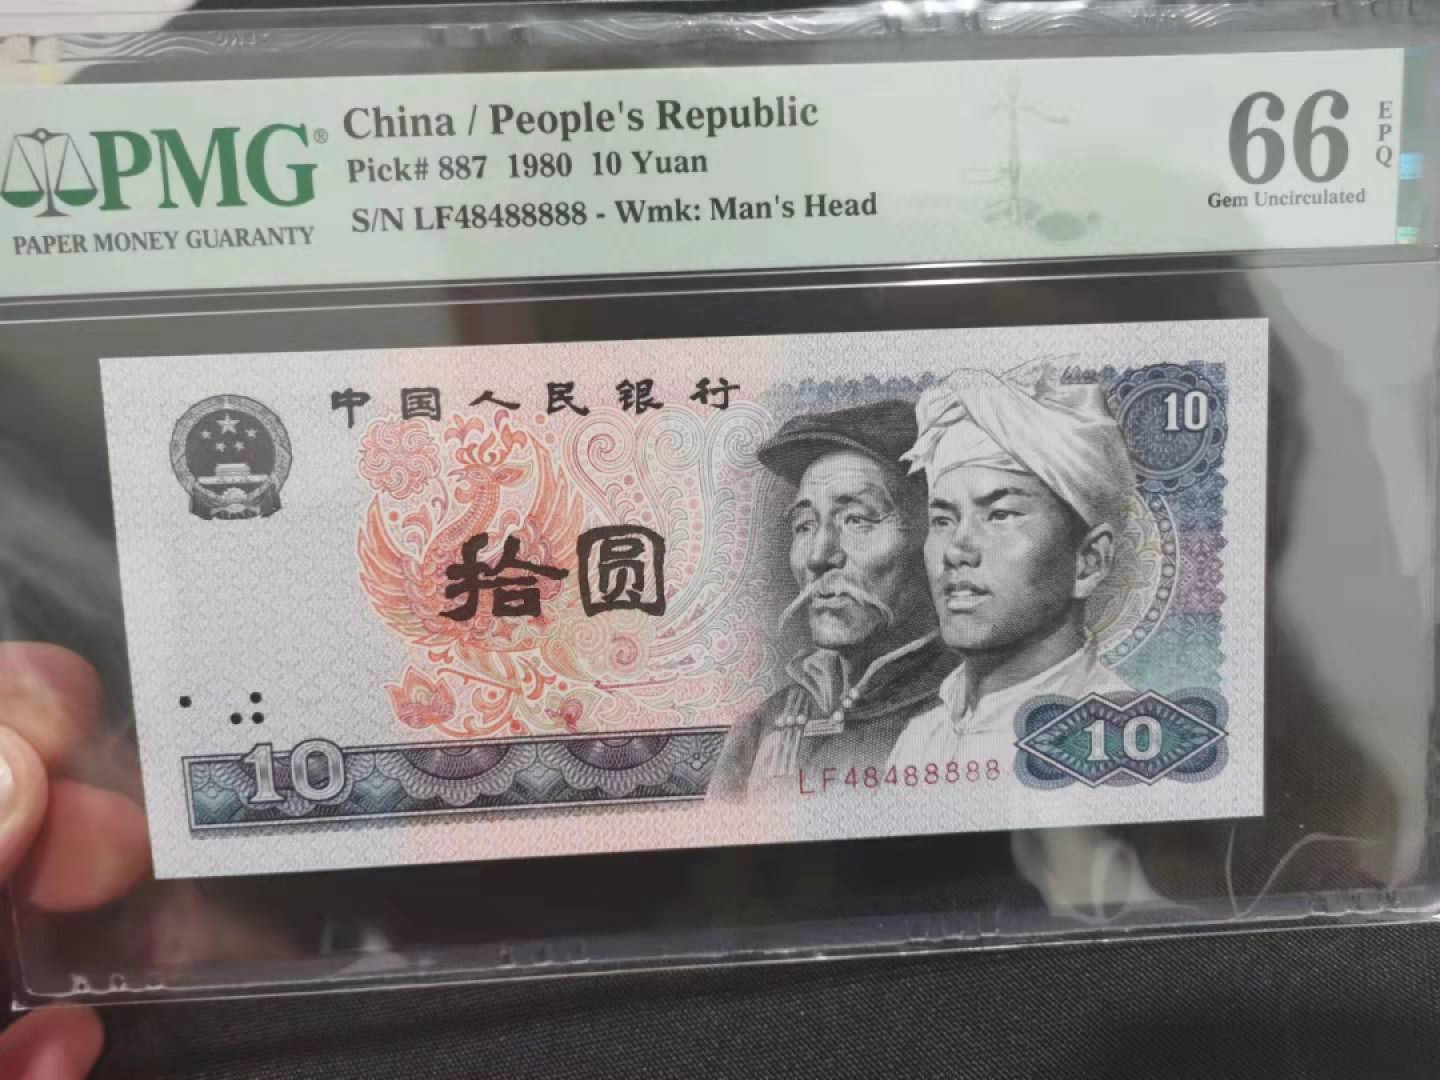 PMG®
PAPER MONEY GUARANTY
China / People's Republic
Pick# 887 1980 10 Yuan
S/N LF48488888 - Wmk: Man's Head
66
EPQ
Gem Uncirculated
中国人民银行
10
拾圆
10
10
LF48488888